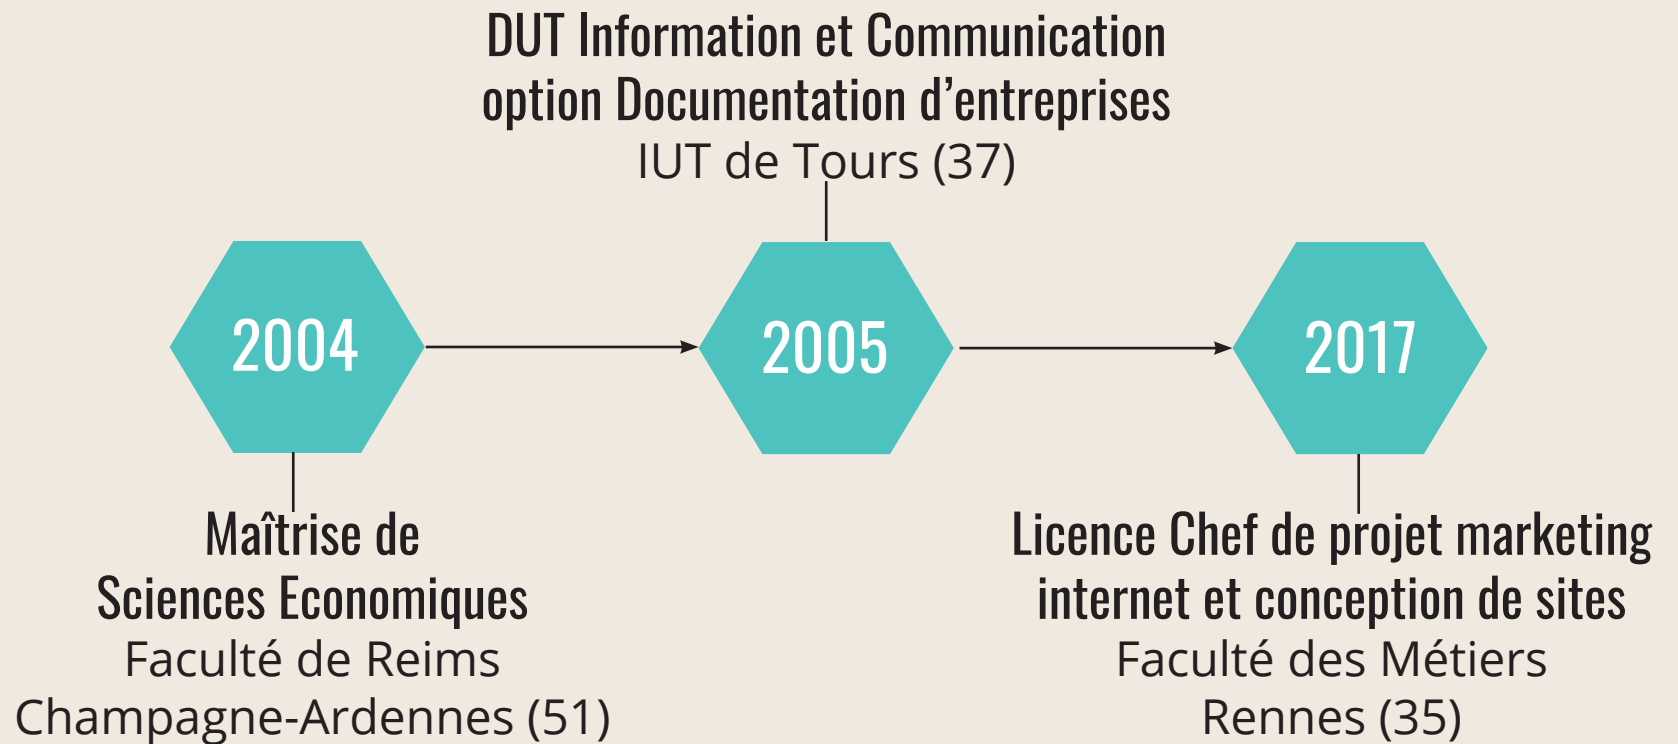 DUT Information et Communication
option Documentation d’entreprises
IUT de Tours (37)
2004
2005
2017
Maîtrise de
Sciences Economiques
Faculté de Reims
Champagne-Ardennes (51)
Licence Chef de projet marketing
internet et conception de sites
Faculté des Métiers
Rennes (35)